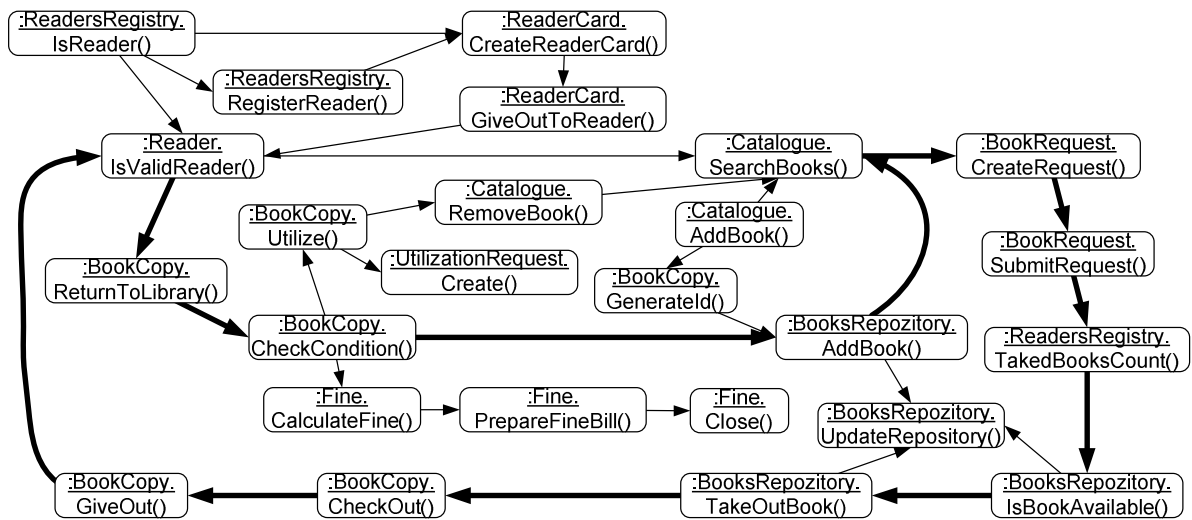 :ReadersRegistry.
IsReader()
:ReaderCard.
CreateReaderCard()
:ReadersRegistry.
RegisterReader()
:ReaderCard.
GiveOutToReader()
:Reader.
IsValidReader()
:Catalogue.
SearchBooks()
:BookRequest.
CreateRequest()
:Catalogue.
RemoveBook()
:BookCopy.
Utilize()
:Catalogue.
AddBook()
:BookRequest.
SubmitRequest()
:UtilizationRequest.
Create()
:BookCopy.
ReturnToLibrary()
:BookCopy.
GenerateId()
:BookCopy.
CheckCondition()
:BooksRepozitory.
AddBook()
:ReadersRegistry.
TakedBooksCount()
:Fine.
CalculateFine()
:Fine.
PrepareFineBill()
:Fine.
Close()
:BooksRepozitory.
UpdateRepository()
:BookCopy.
GiveOut()
:BookCopy.
CheckOut()
:BooksRepozitory.
TakeOutBook()
:BooksRepozitory.
IsBookAvailable()